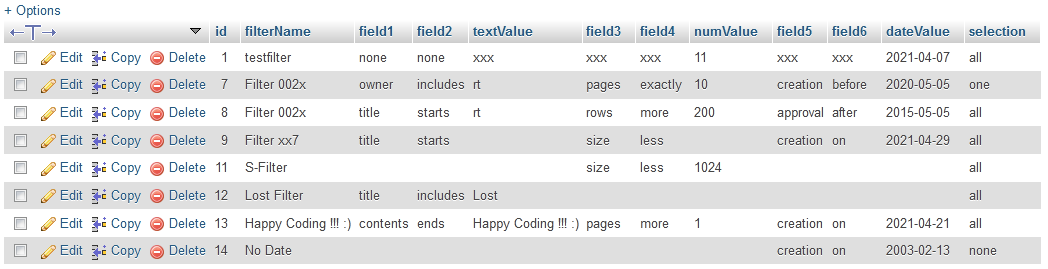 + Options
←T→ id filterName field1 field2 textValue field3 field4 numValue field5 field6 dateValue selection
Edit Copy Delete 1 testfilter none none xxx xxx xxx 11 xxx xxx 2021-04-07 all
Edit Copy Delete 7 Filter 002x owner includes rt pages exactly 10 creation before 2020-05-05 one
Edit Copy Delete 8 Filter 002x title starts rt rows more 200 approval after 2015-05-05 all
Edit Copy Delete 9 Filter xx7 title starts size less creation on 2021-04-29 all
Edit Copy Delete 11 S-Filter size less 1024 all
Edit Copy Delete 12 Lost Filter title includes Lost all
Edit Copy Delete 13 Happy Coding !!! :) contents ends Happy Coding !!! :) pages more 1 creation on 2021-04-21 all
Edit Copy Delete 14 No Date creation on 2003-02-13 none